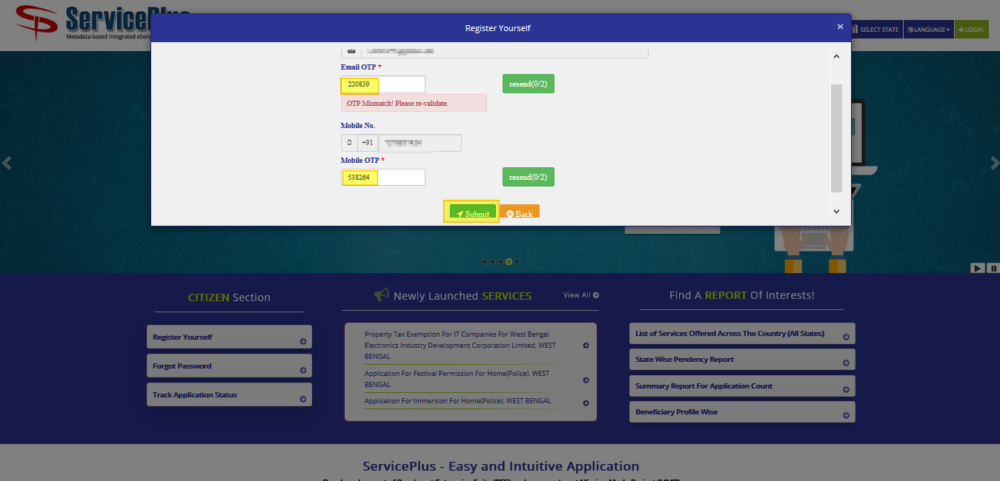 ServicePlus
Metadata-based Integrated eServ
Register Yourself
×
SELECT STATE
LANGUAGE
LOGIN
Email OTP *
220839
resend(0/2)
OTP Mismatch! Please re-validate.
Mobile No.
+91
Mobile OTP *
538264
resend(0/2)
Submit
Back
CITIZEN Section
Register Yourself
Forgot Password
Track Application Status
Newly Launched SERVICES
View All
Property Tax Exemption For IT Companies For West Bengal
Electronics Industry Development Corporation Limited, WEST
BENGAL
Application For Festival Permission For Home(Police), WEST
BENGAL
Application For Immersion For Home(Police), WEST BENGAL
Find A REPORT Of Interests!
List of Services Offered Across The Country (All States)
State Wise Pendency Report
Summary Report For Application Count
Beneficiary Profile Wise
ServicePlus - Easy and Intuitive Application